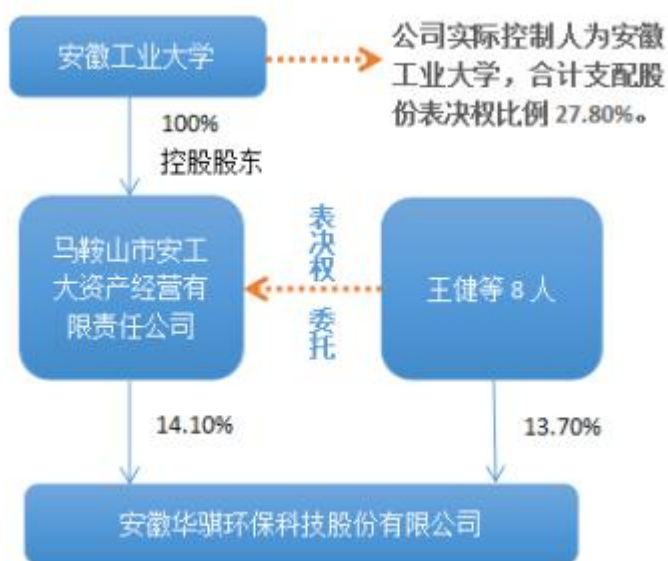 安徽工业大学
公司实际控制人为安徽
工业大学，合计支配股
份表决权比例 27.80%。
100%
控股股东
马鞍山市安工
大资产经营有
限责任公司
表决权
委托
王健等 8 人
14.10%
13.70%
安徽华骐环保科技股份有限公司